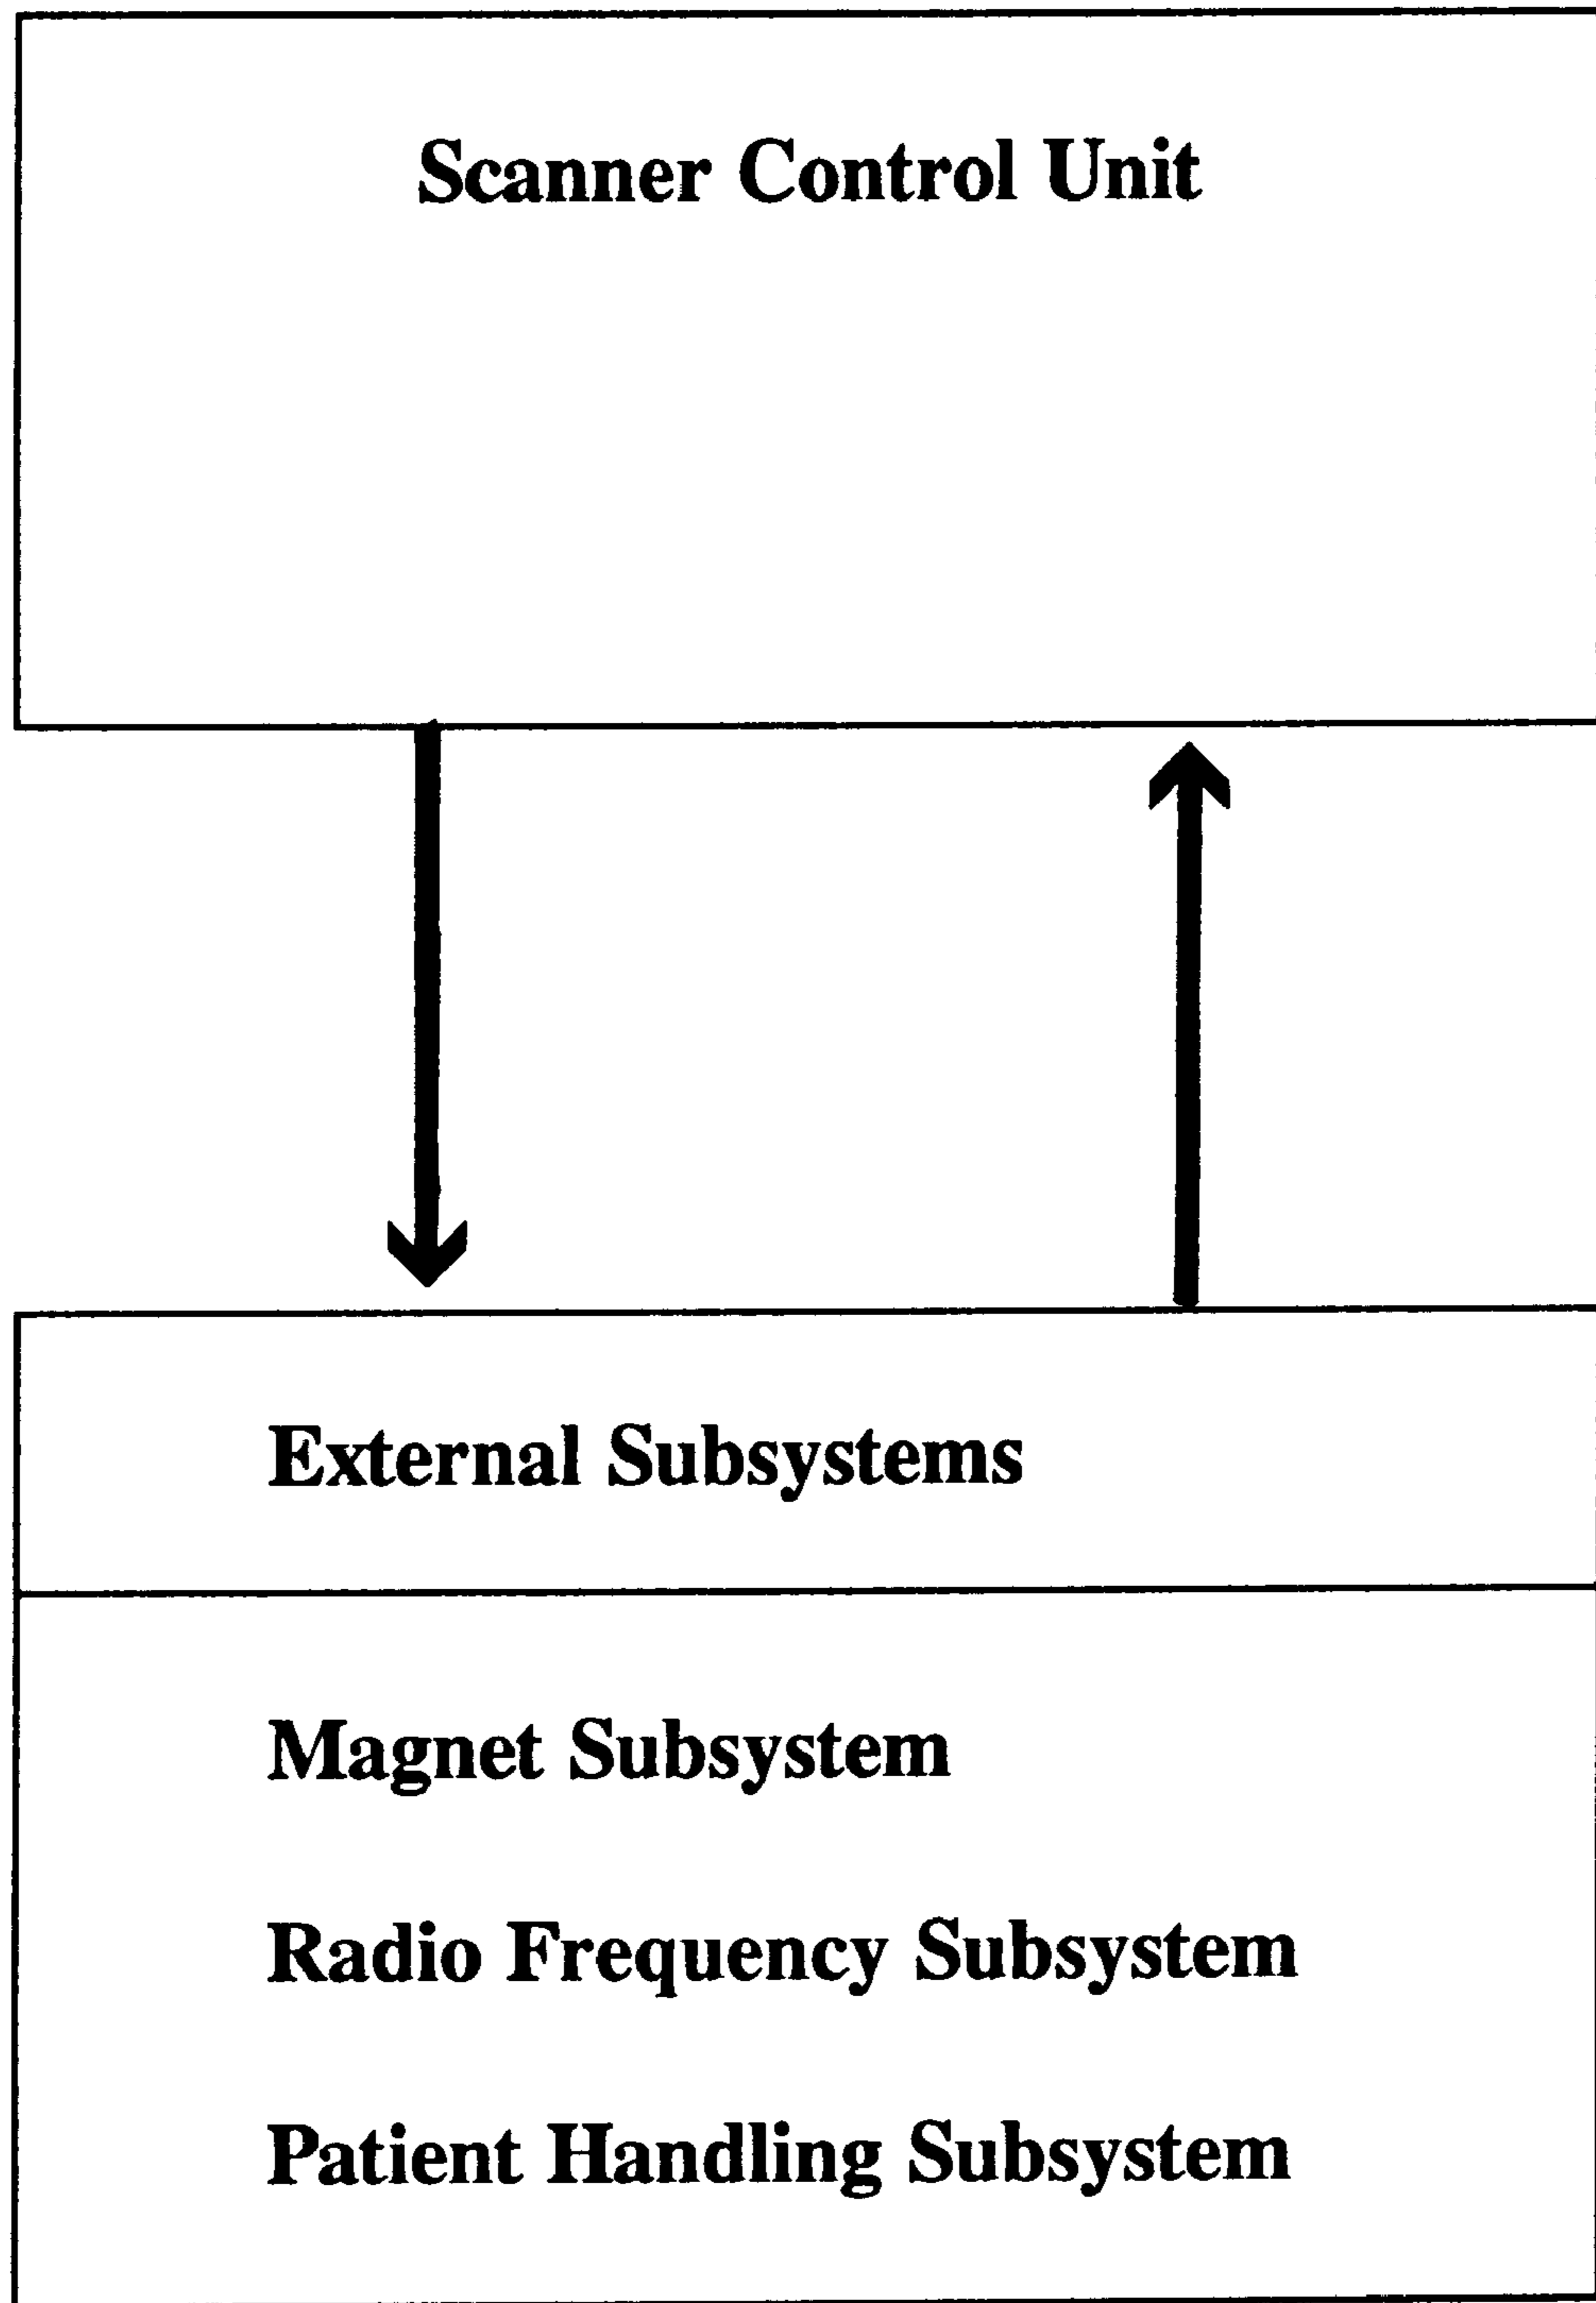 Scanner Control Unit
External Subsystems
Magnet Subsystem
Radio Frequency Subsystem
Patient Handling Subsystem